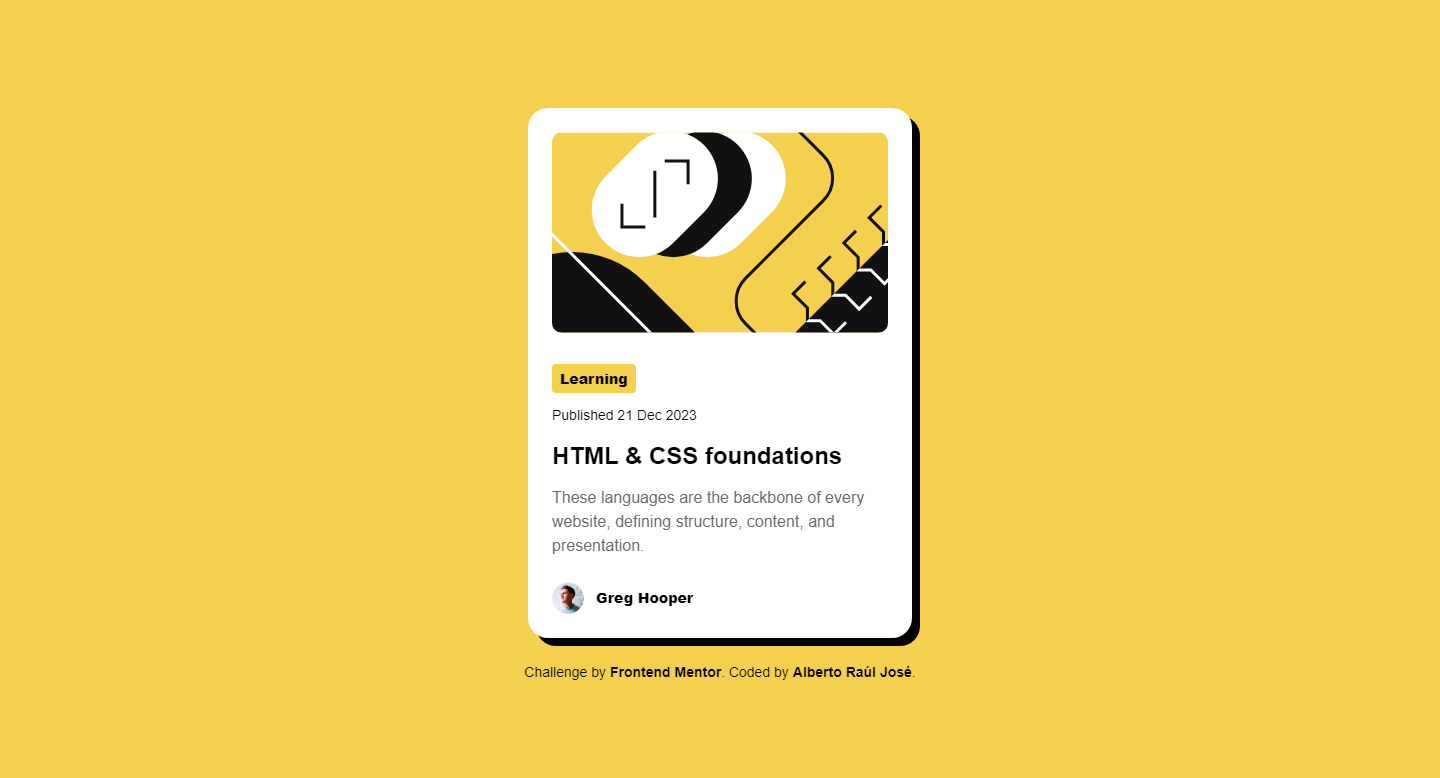 Learning
Published 21 Dec 2023
HTML & CSS foundations
These languages are the backbone of every
website, defining structure, content, and
presentation.
Greg Hooper
Challenge by Frontend Mentor. Coded by Alberto Raúl José.